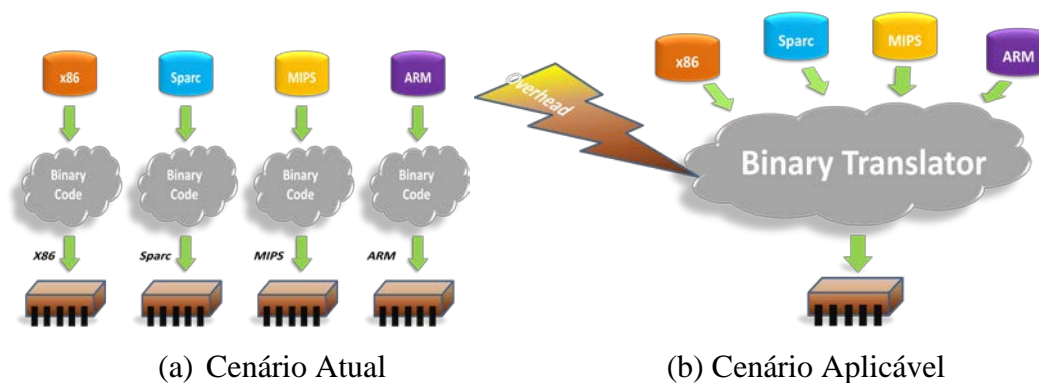 x86
Sparc
MIPS
ARM
Binary
Code
Binary
Code
Binary
Code
Binary
Code
X86
Sparc
MIPS
ARM
(a) Cenário Atual
x86
Sparc
MIPS
ARM
Overhead
Binary Translator
(b) Cenário Aplicável